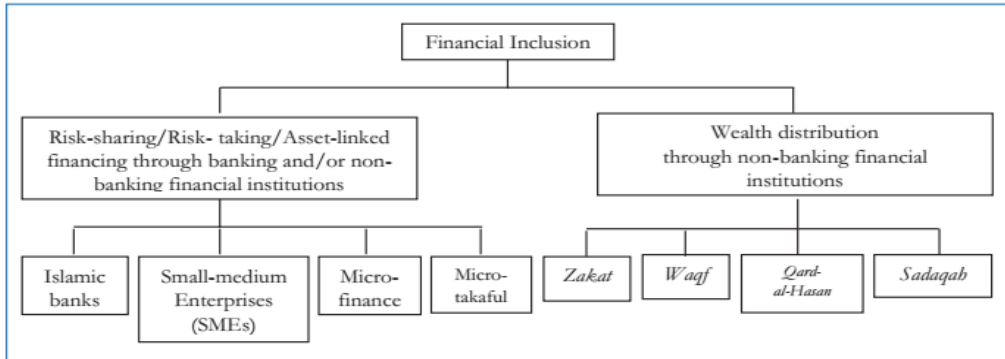 Financial Inclusion
Risk-sharing/Risk- taking/Asset-linked
financing through banking and/or non-
banking financial institutions
Wealth distribution
through non-banking financial
institutions
Islamic
banks
Small-medium
Enterprises
(SMEs)
Micro-
finance
Micro-
takaful
Zakat
Waqf
Qard-
al-Hasan
Sadaqah